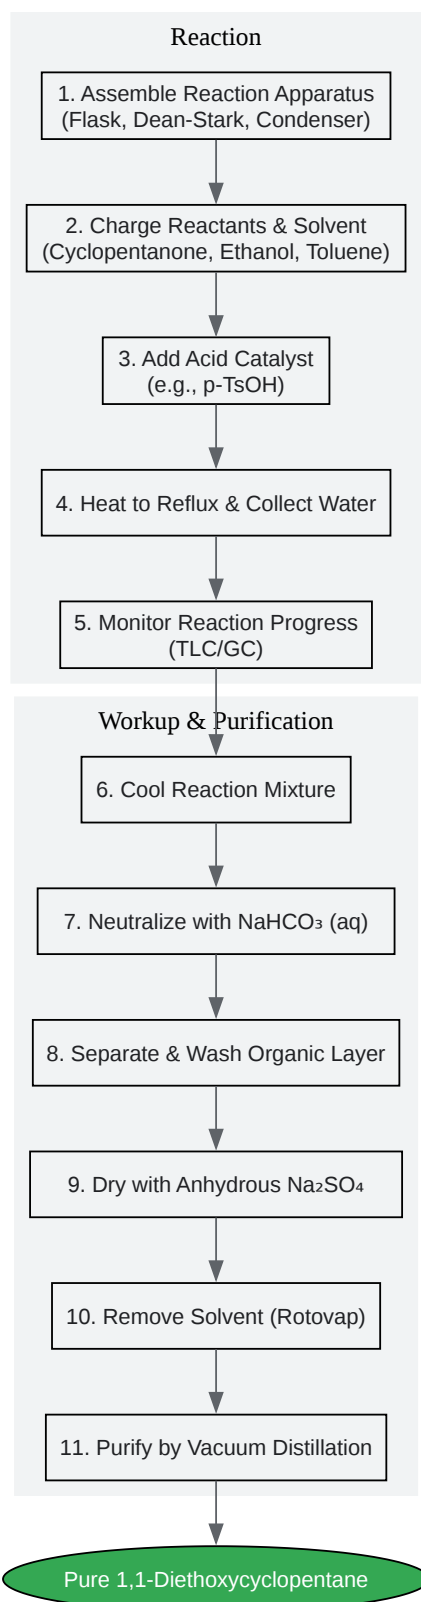 Reaction
1. Assemble Reaction Apparatus
(Flask, Dean-Stark, Condenser)
2. Charge Reactants & Solvent
(Cyclopentanone, Ethanol, Toluene)
3. Add Acid Catalyst
(e.g., p-TsOH)
4. Heat to Reflux & Collect Water
5. Monitor Reaction Progress
(TLC/GC)
Workup & Purification
6. Cool Reaction Mixture
7. Neutralize with NaHCO₃ (aq)
8. Separate & Wash Organic Layer
9. Dry with Anhydrous Na₂SO₄
10. Remove Solvent (Rotovap)
11. Purify by Vacuum Distillation
Pure 1,1-Diethoxycyclopentane